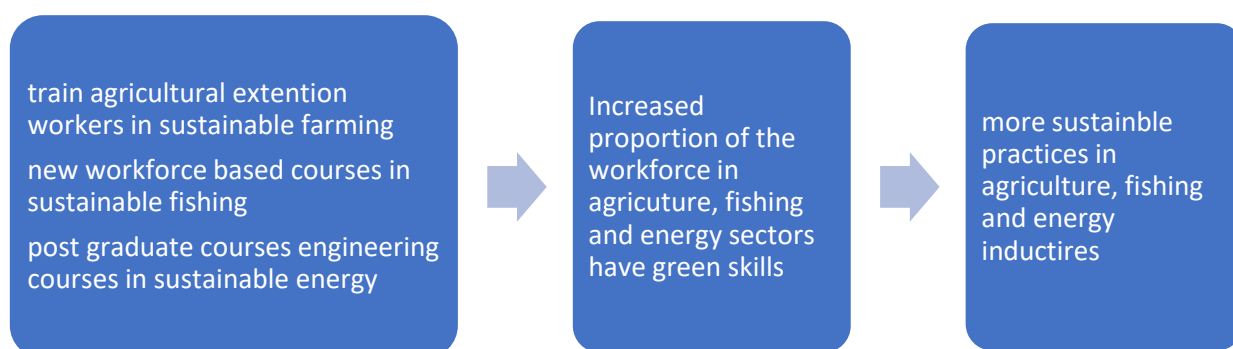 train agricultural extention
workers in sustainable farming
new workforce based courses in
sustainable fishing
post graduate courses engineering
courses in sustainable energy
Increased
proportion of the
workforce in
agricuture, fishing
and energy sectors
have green skills
more sustainble
practices in
agriculture, fishing
and energy
inductires